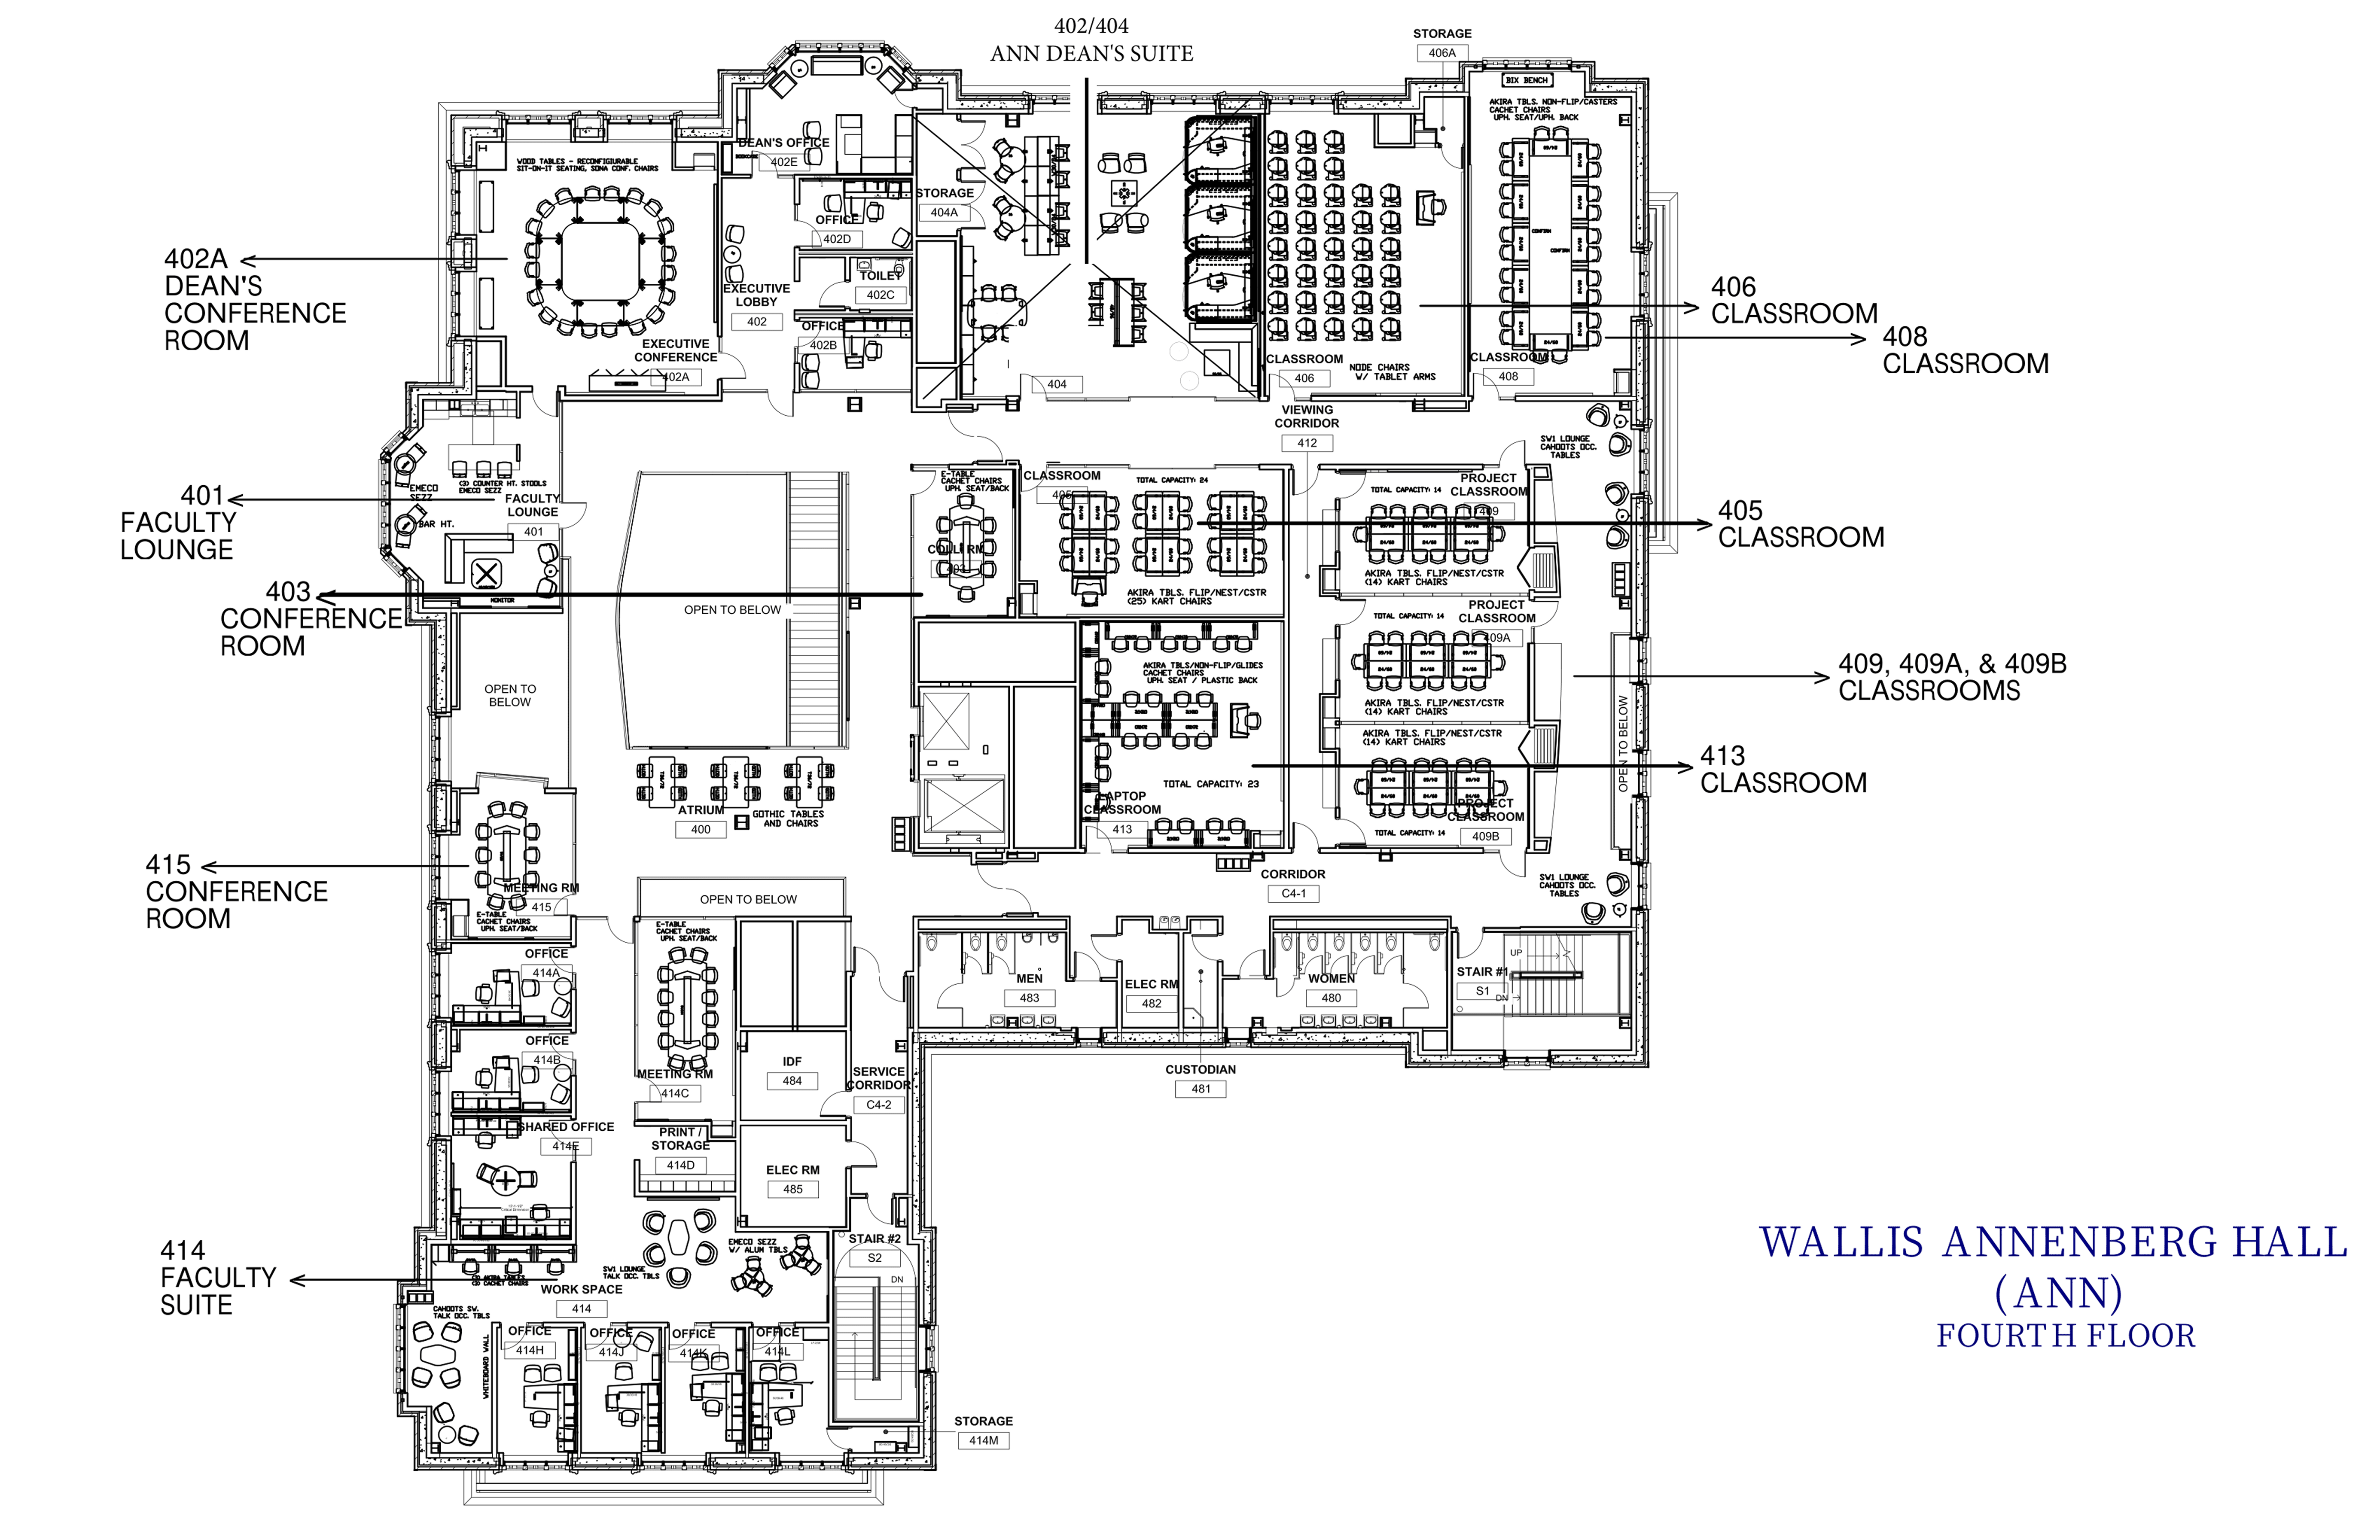 402/404
ANN DEAN'S SUITE
STORAGE
406A
BIX BENCH
AKIRA TBLS. NON-FLIP/CASTERS
CACHET CHAIRS
UPH. SEAT/UPH. BACK
DEAN'S OFFICE
402E
WOOD TABLES - RECONFIGIURABLE
SIT-ON-IT SEATING, SONA CONF. CHAIRS
STORAGE
404A
OFFICE
402D
TOILET
402C
EXECUTIVE
LOBBY
402
OFFICE
402B
EXECUTIVE
CONFERENCE
402A
404
CLASSROOM
406
NODE CHAIRS
W/ TABLET ARMS
CLASSROOM
408
CONFIRM
CONFIRM
402A
DEAN'S
CONFERENCE
ROOM
406
CLASSROOM
408
CLASSROOM
VIEWING
CORRIDOR
412
SW1 LOUNGE
CAHOOTS OCC.
TABLES
(3) COUNTER HT. STOOLS
EMECO SEZZ
EMECO
SEZZ
BAR HT.
FACULTY
LOUNGE
401
MONITOR
401
FACULTY
LOUNGE
E-TABLE
CACHET CHAIRS
UPH. SEAT/BACK
COLL RM
403
CLASSROOM
405
TOTAL CAPACITY: 24
AKIRA TBLS. FLIP/NEST/CSTR
(25) KART CHAIRS
TOTAL CAPACITY: 14
PROJECT
CLASSROOM
409
AKIRA TBLS. FLIP/NEST/CSTR
(14) KART CHAIRS
405
CLASSROOM
403
CONFERENCE
ROOM
OPEN TO BELOW
OPEN TO
BELOW
TOTAL CAPACITY: 14
PROJECT
CLASSROOM
409A
AKIRA TBLS. FLIP/NEST/CSTR
(14) KART CHAIRS
409, 409A, & 409B
CLASSROOMS
AKIRA TBLS/NON-FLIP/GLIDES
CACHET CHAIRS
UPH. SEAT / PLASTIC BACK
TOTAL CAPACITY: 23
LAPTOP
CLASSROOM
413
AKIRA TBLS. FLIP/NEST/CSTR
(14) KART CHAIRS
PROJECT
CLASSROOM
409B
TOTAL CAPACITY: 14
OPEN TO BELOW
413
CLASSROOM
ATRIUM
400
GOTHIC TABLES
AND CHAIRS
415
CONFERENCE
ROOM
MEETING RM
415
E-TABLE
CACHET CHAIRS
UPH. SEAT/BACK
OPEN TO BELOW
CORRIDOR
C4-1
SW1 LOUNGE
CAHOOTS OCC.
TABLES
E-TABLE
CACHET CHAIRS
UPH. SEAT/BACK
OFFICE
414A
MEN
483
ELEC RM
482
WOMEN
480
STAIR #1
S1
UP
DN
OFFICE
414B
MEETING RM
414C
IDF
484
SERVICE
CORRIDOR
C4-2
CUSTODIAN
481
SHARED OFFICE
414E
PRINT /
STORAGE
414D
ELEC RM
485
414
FACULTY
SUITE
EMECO SEZZ
W/ ALUM TBLS
SW1 LOUNGE
TALK OCC. TBLS
STAIR #2
S2
DN
WORK SPACE
414
CAHOOTS SW.
TALK OCC. TBLS
WHITEBOARD WALL
OFFICE
414H
OFFICE
414J
OFFICE
414K
OFFICE
414L
STORAGE
414M
WALLIS ANNENBERG HALL
(ANN)
FOURTH FLOOR